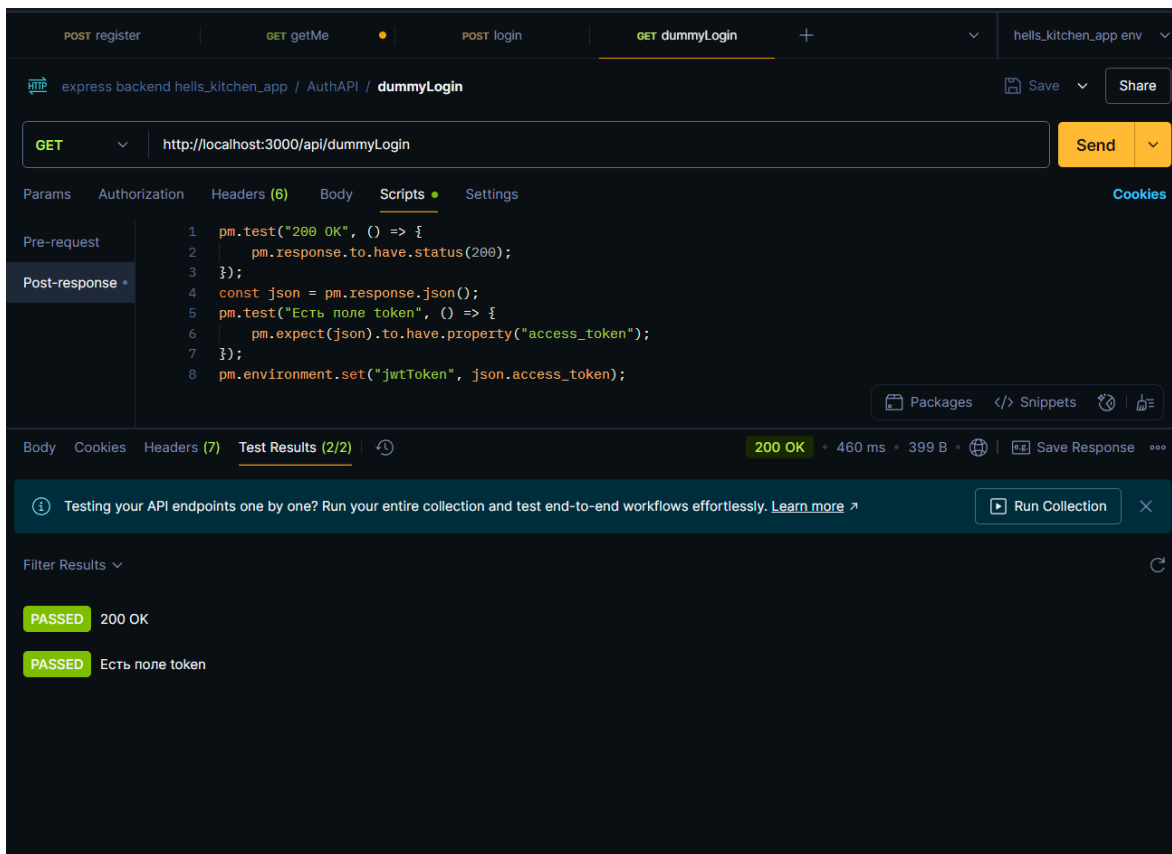 POST register GET getMe POST login GET dummyLogin hells_kitchen_app env
HTTP express backend hells_kitchen_app / AuthAPI / dummyLogin Save Share
GET http://localhost:3000/api/dummyLogin Send
Params Authorization Headers (6) Body Scripts Settings Cookies
Pre-request
Post-response
1 pm.test("200 OK", () => {
2 pm.response.to.have.status(200);
3 });
4 const json = pm.response.json();
5 pm.test("Есть поле token", () => {
6 pm.expect(json).to.have.property("access_token");
7 });
8 pm.environment.set("jwtToken", json.access_token);
Packages </> Snippets
Body Cookies Headers (7) Test Results (2/2) 200 OK • 460 ms • 399 B • e.g. Save Response
Testing your API endpoints one by one? Run your entire collection and test end-to-end workflows effortlessly. Learn more ↗ Run Collection
Filter Results
PASSED 200 OK
PASSED Есть поле token